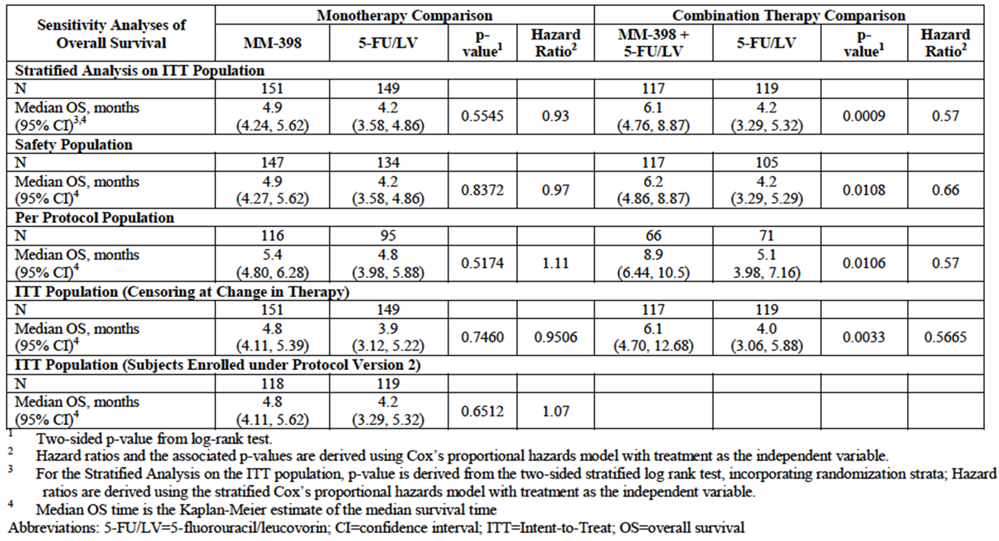 Sensitivity Analyses of Overall Survival | Monotherapy Comparison | Combination Therapy Comparison
MM-398 | 5-FU/LV | p-value1 | Hazard Ratio2 | MM-398 + 5-FU/LV | 5-FU/LV | p-value1 | Hazard Ratio2
Stratified Analysis on ITT Population
N 151 149 117 119
Median OS, months 4.9 4.2 0.5545 0.93 6.1 4.2 0.0009 0.57
(95% CI)3,4 (4.24, 5.62) (3.58, 4.86) (4.76, 8.87) (3.29, 5.32)
Safety Population
N 147 134 117 105
Median OS, months 4.9 4.2 0.8372 0.97 6.2 4.2 0.0108 0.66
(95% CI)4 (4.27, 5.62) (3.58, 4.86) (4.86, 8.87) (3.29, 5.29)
Per Protocol Population
N 116 95 66 71
Median OS, months 5.4 4.8 0.5174 1.11 8.9 5.1 0.0106 0.57
(95% CI)4 (4.80, 6.28) (3.98, 5.88) (6.44, 10.5) 3.98, 7.16)
ITT Population (Censoring at Change in Therapy)
N 151 149 117 119
Median OS, months 4.8 3.9 0.7460 0.9506 6.1 4.0 0.0033 0.5665
(95% CI)4 (4.11, 5.39) (3.12, 5.22) (4.70, 12.68) (3.06, 5.88)
ITT Population (Subjects Enrolled under Protocol Version 2)
N 118 119
Median OS, months 4.8 4.2 0.6512 1.07
(95% CI)4 (4.11, 5.62) (3.29, 5.32)
1 Two-sided p-value from log-rank test.
2 Hazard ratios and the associated p-values are derived using Cox’s proportional hazards model with treatment as the independent variable.
3 For the Stratified Analysis on the ITT population, p-value is derived from the two-sided stratified log rank test, incorporating randomization strata; Hazard
ratios are derived using the stratified Cox’s proportional hazards model with treatment as the independent variable.
4 Median OS time is the Kaplan-Meier estimate of the median survival time
Abbreviations: 5-FU/LV=5-fluorouracil/leucovorin; CI=confidence interval; ITT=Intent-to-Treat; OS=overall survival